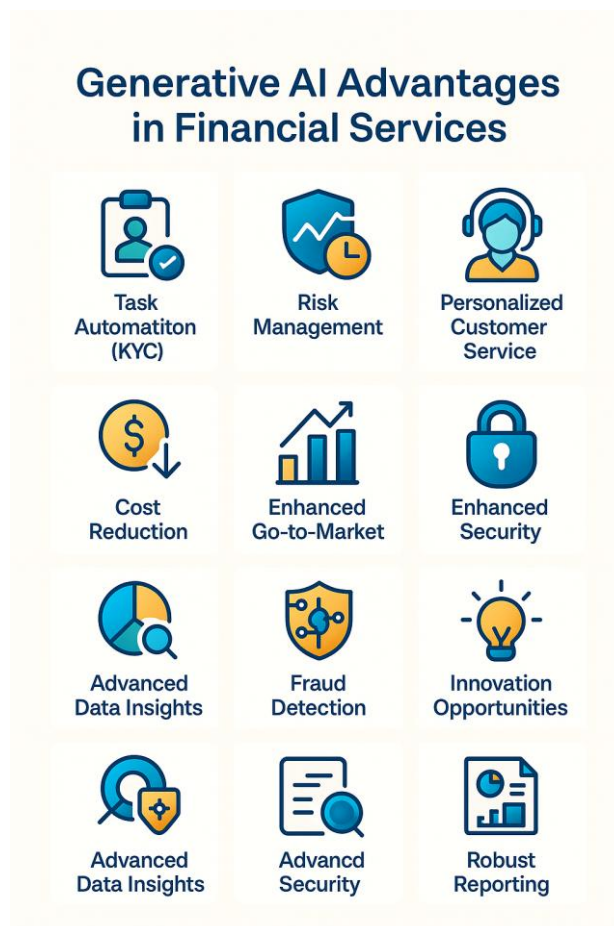 Generative AI Advantages
in Financial Services
Task
Automatiton
(KYC)
Risk
Management
Personalized
Customer
Service
Cost
Reduction
Enhanced
Go-to-Market
Enhanced
Security
Advanced
Data Insights
Fraud
Detection
Innovation
Opportunities
Advanced
Data Insights
Advancd
Security
Robust
Reporting